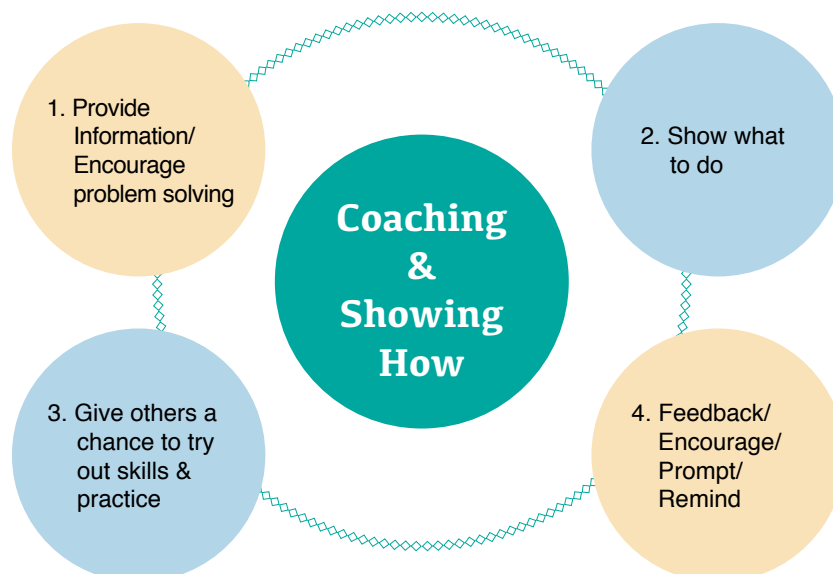 1. Provide
Information/
Encourage
problem solving
2. Show what
to do
Coaching
&
Showing
How
3. Give others a
chance to try
out skills &
practice
4. Feedback/
Encourage/
Prompt/
Remind